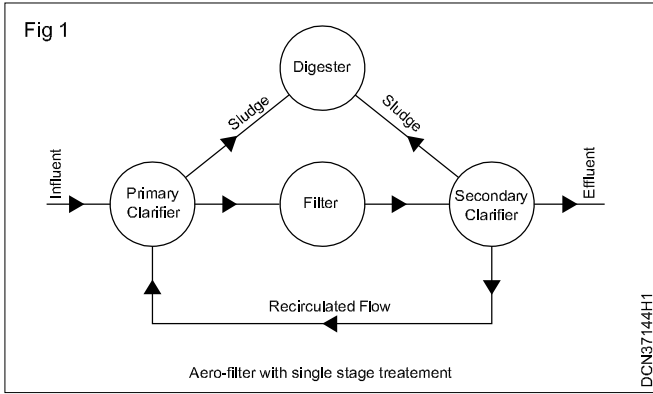 Fig 1
Digester
Sludge
Sludge
Influent
Primary
Clarifier
Filter
Secondary
Clarifier
Effluent
Recirculated Flow
Aero-filter with single stage treatement
DCN37144H1